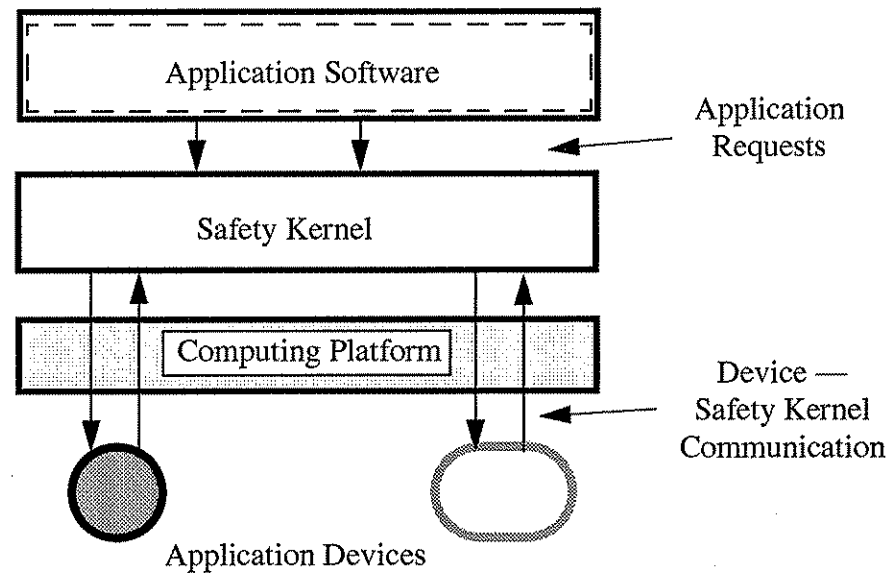 Application Software
Application
Requests
Safety Kernel
Computing Platform
Device —
Safety Kernel
Communication
Application Devices